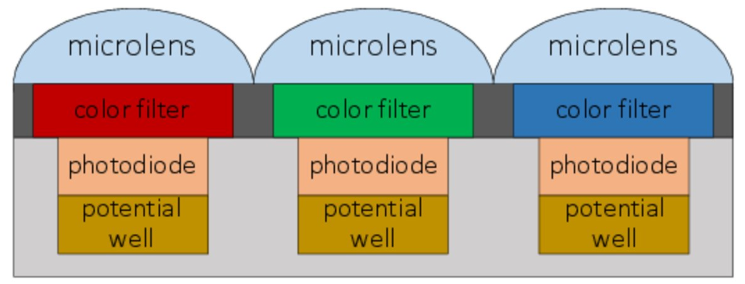 microlens microlens microlens
color filter color filter color filter
photodiode photodiode photodiode
potential potential potential
well well well